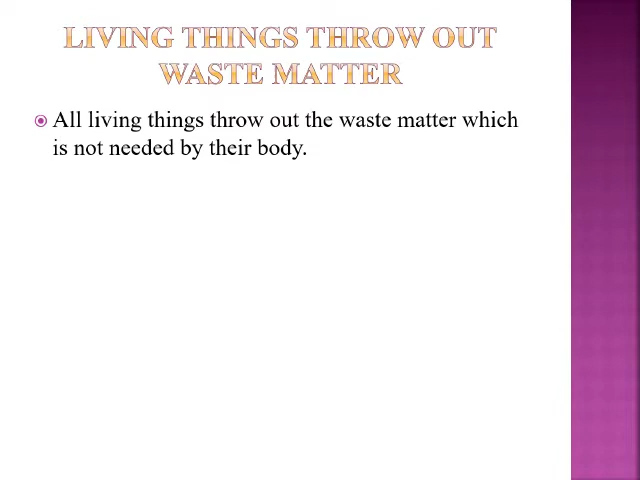 LIVING THINGS THROW OUT
WASTE MATTER
All living things throw out the waste matter which
is not needed by their body.